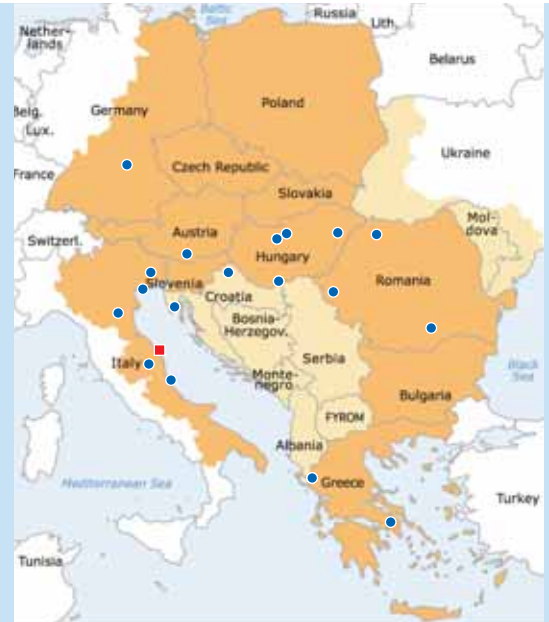 Baltic
Sea
Russia
Lith.
Nether-
lands
Belarus
Belg.
Lux.
Germany
Poland
Ukraine
France
Czech Republic
Slovakia
Mol-
dova
Switzerl.
Austria
Hungary
Romania
Slovenia
Croatia
Bosnia-
Herzegov.
Serbia
Italy
Monte-
negro
Black
Sea
Bulgaria
FYROM
Albania
Mediterranean Sea
Greece
Turkey
Tunisia